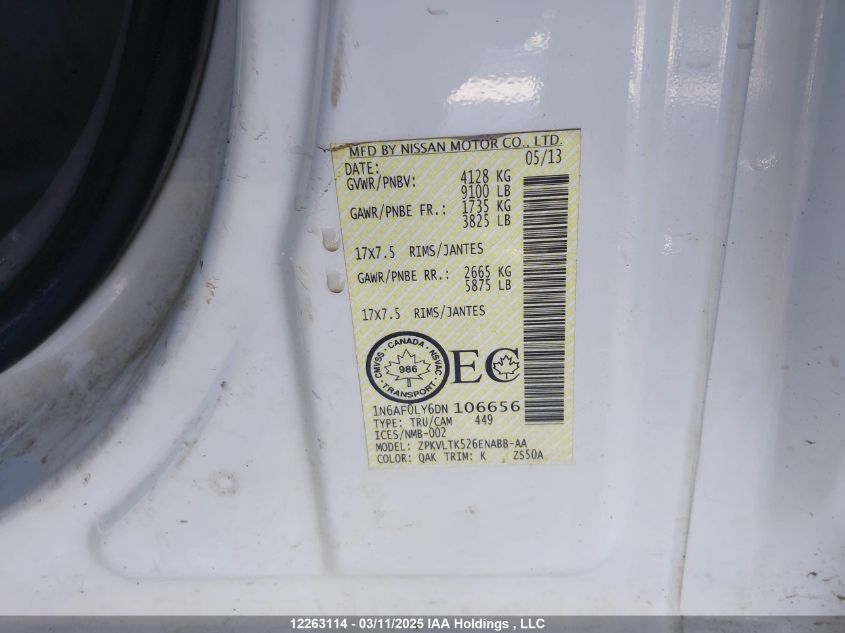 MFD BY NISSAN MOTOR CO., LTD.
DATE: 05/13
GVWR/PNBV: 4128 KG
9100 LB
GAWR/PNBE FR.: 1735 KG
3825 LB
17X7.5 RIMS/JANTES
GAWR/PNBE RR.: 2665 KG
5875 LB
17X7.5 RIMS/JANTES
CMVSS · CANADA · NSVAC · TRANSPORT ·
986
EC
1N6AF0LY6DN 106656
TYPE: TRU/CAM 449
ICES/NMB-002
MODEL: ZPKVLTK526ENABB-AA
COLOR: QAK TRIM: K ZS50A
12263114 - 03/11/2025 IAA Holdings , LLC